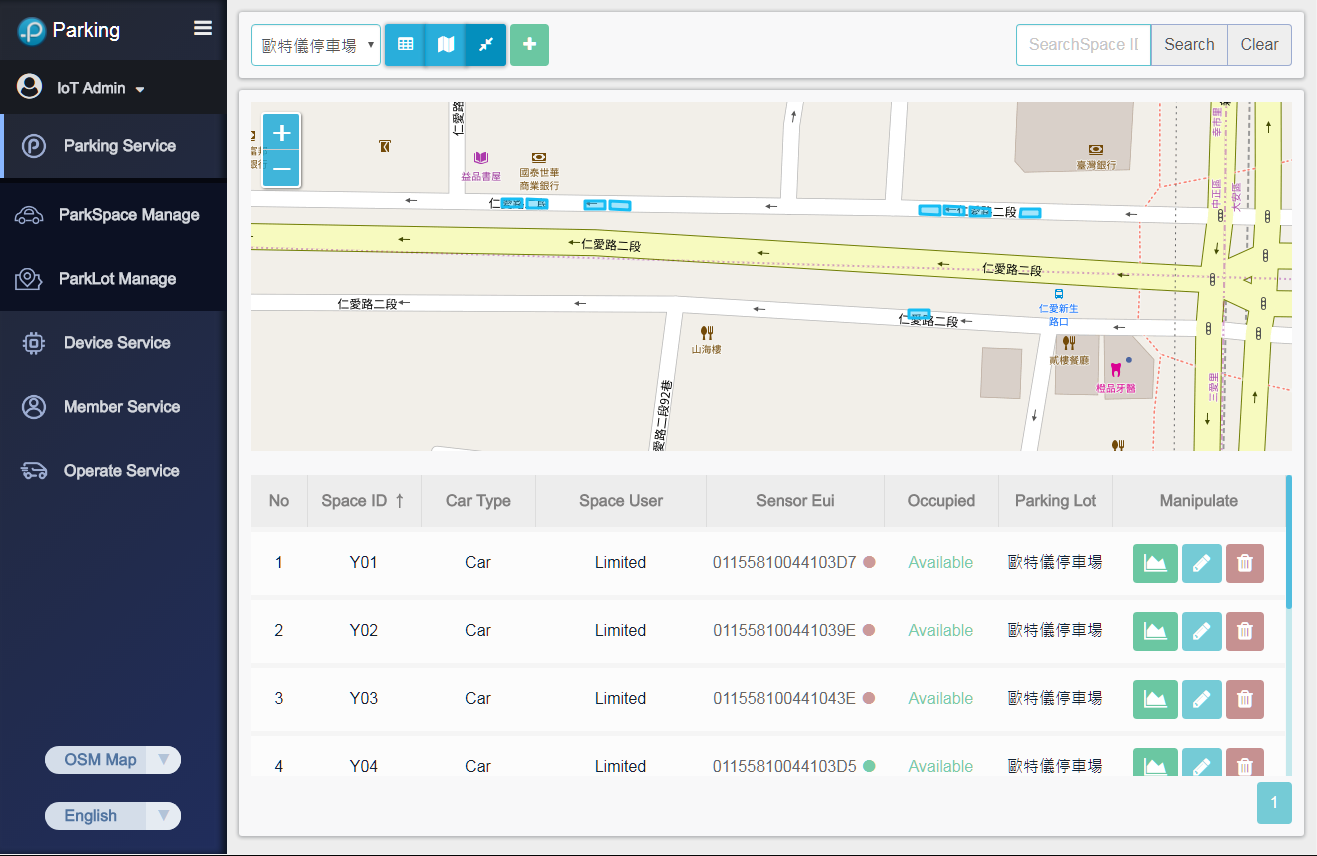 Parking
IoT Admin
Parking Service
ParkSpace Manage
ParkLot Manage
Device Service
Member Service
Operate Service
OSM Map
English
歐特儀停車場
SearchSpace ID
Search
Clear
仁愛路
益品書屋
國泰世華
商業銀行
臺灣銀行
幸市里
中正區
大安區
仁愛路二段
仁愛路二段
仁愛路二段
仁愛路二段
仁愛路二段
仁愛路二段
仁愛新生
路口
山海樓
貳樓餐廳
橙品牙醫
三愛里
愛路二段92巷
No
Space ID ↑
Car Type
Space User
Sensor Eui
Occupied
Parking Lot
Manipulate
1 Y01 Car Limited 01155810044103D7 Available 歐特儀停車場
2 Y02 Car Limited 011558100441039E Available 歐特儀停車場
3 Y03 Car Limited 011558100441043E Available 歐特儀停車場
4 Y04 Car Limited 01155810044103D5 Available 歐特儀停車場
1